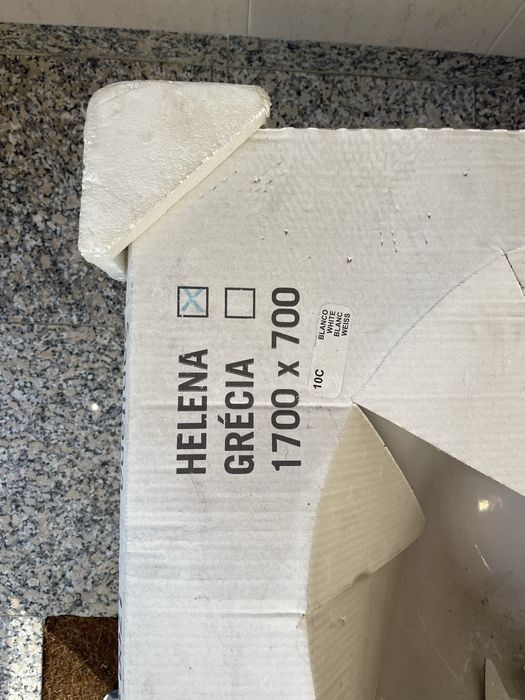 HELENA
GRÉCIA
1700 x 700
BLANCO
WHITE
BLANC
WEISS
10C